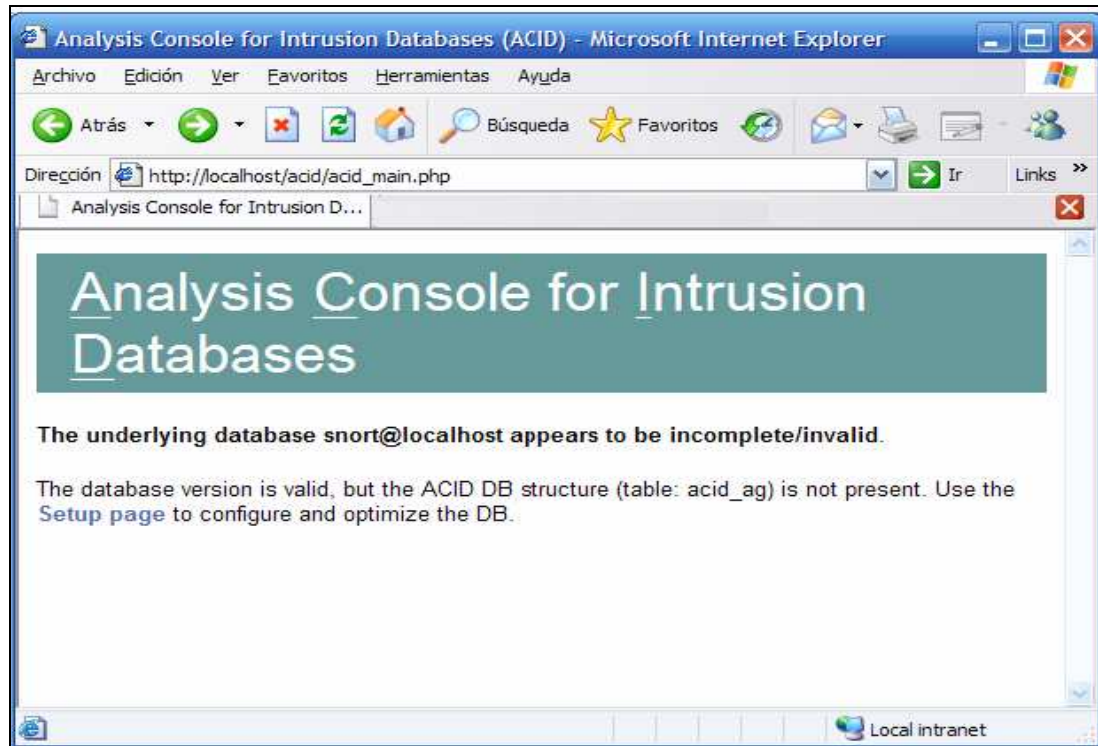 Analysis Console for Intrusion Databases (ACID) - Microsoft Internet Explorer
Archivo Edición Ver Favoritos Herramientas Ayuda
Atrás Búsqueda Favoritos
Dirección http://localhost/acid/acid_main.php Ir Links »
Analysis Console for Intrusion D...
Analysis Console for Intrusion
Databases
The underlying database snort@localhost appears to be incomplete/invalid.
The database version is valid, but the ACID DB structure (table: acid_ag) is not present. Use the
Setup page to configure and optimize the DB.
Local intranet